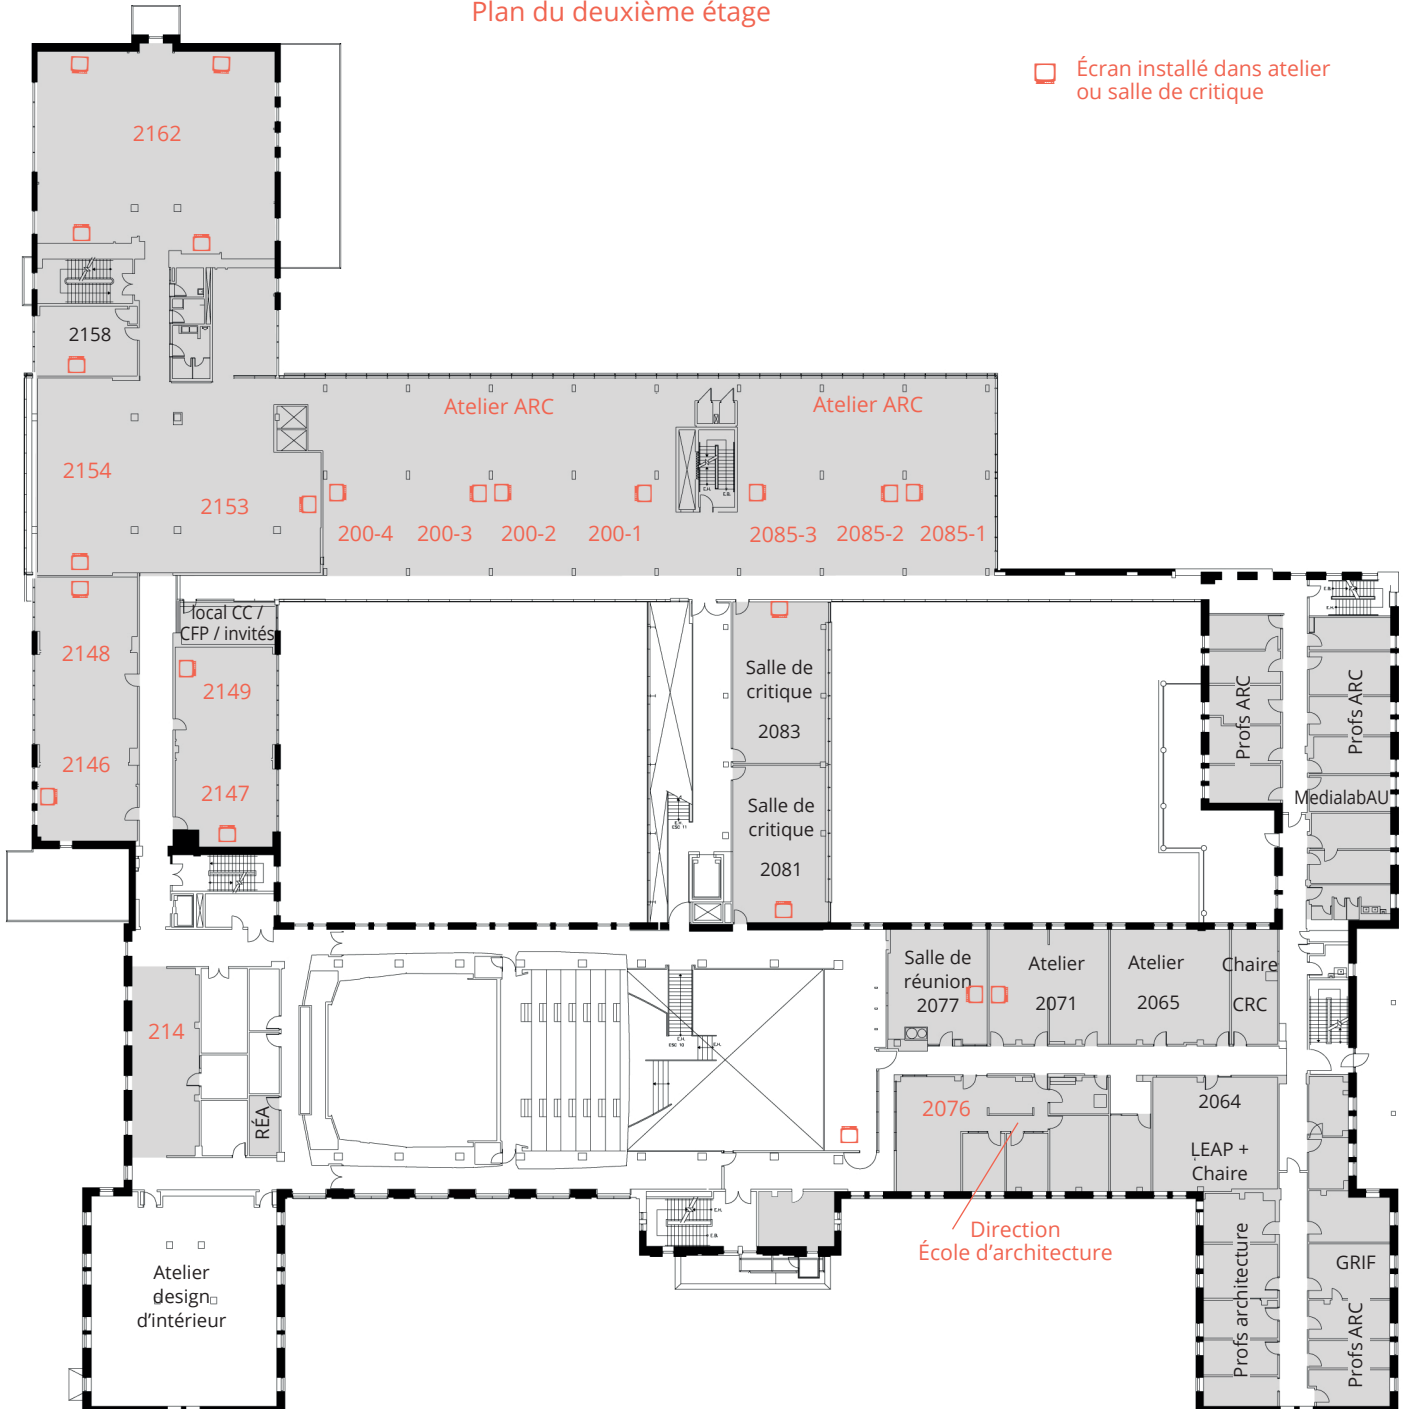 Plan du deuxième étage
Écran installé dans atelier
ou salle de critique
2162
2158
Atelier ARC
Atelier ARC
2154
2153
200-4
200-3
200-2
200-1
2085-3
2085-2
2085-1
E.H.
E.B.
local CC /
CFP / invités
2148
2149
2146
2147
Salle de
critique
2083
Salle de
critique
2081
E.H.
ESC 11
E.B.
E.H.
Profs ARC
Profs ARC
MedialabAU
214
RÉA
E.H.
ESC 10
E.H.
Salle de
réunion
2077
Atelier
2071
Atelier
2065
Chaire
CRC
2076
2064
LEAP +
Chaire
Direction
École d’architecture
E.H.
E.B.
Atelier
design
d’intérieur
Profs architecture
GRIF
Profs ARC